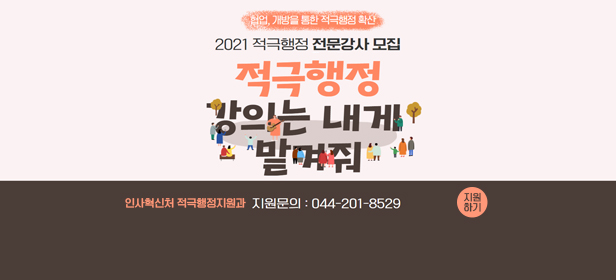 협업, 개방을 통한 적극행정 확산
2021 적극행정 전문강사 모집
적극행정
강의는 내게
맡겨줘
인사혁신처 적극행정지원과 지원문의 : 044-201-8529
지원
하기